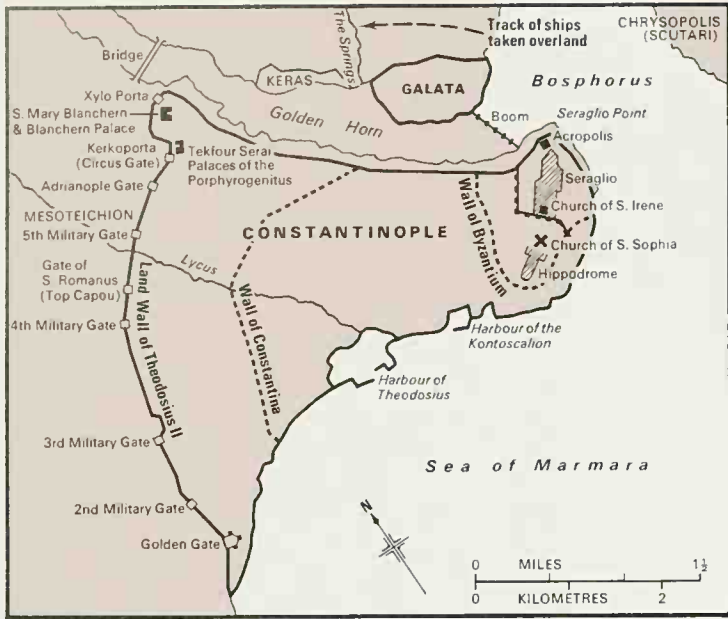 Track of ships
taken overland
CHRYSOPOLIS
(SCUTARI)
The Springs
Bridge
KERAS
GALATA
Bosphorus
Xylo Porta
S. Mary Blanchern
& Blanchern Palace
Golden Horn
Boom
Seraglio Point
Acropolis
Kerkoporta
(Circus Gate)
Tekfour Serai
Palaces of the
Porphyrogenitus
Adrianople Gate
Seraglio
MESOTEICHION
5th Military Gate
CONSTANTINOPLE
Wall of Byzantium
Church of S. Irene
Church of S. Sophia
Hippodrome
Lycus
Gate of
S. Romanus
(Top Capou)
4th Military Gate
Land Wall of Theodosius II
Wall of Constantina
Harbour of the
Kontoscalion
Harbour of
Theodosius
3rd Military Gate
Sea of Marmara
2nd Military Gate
Golden Gate
N
0 MILES 1½
0 KILOMETRES 2